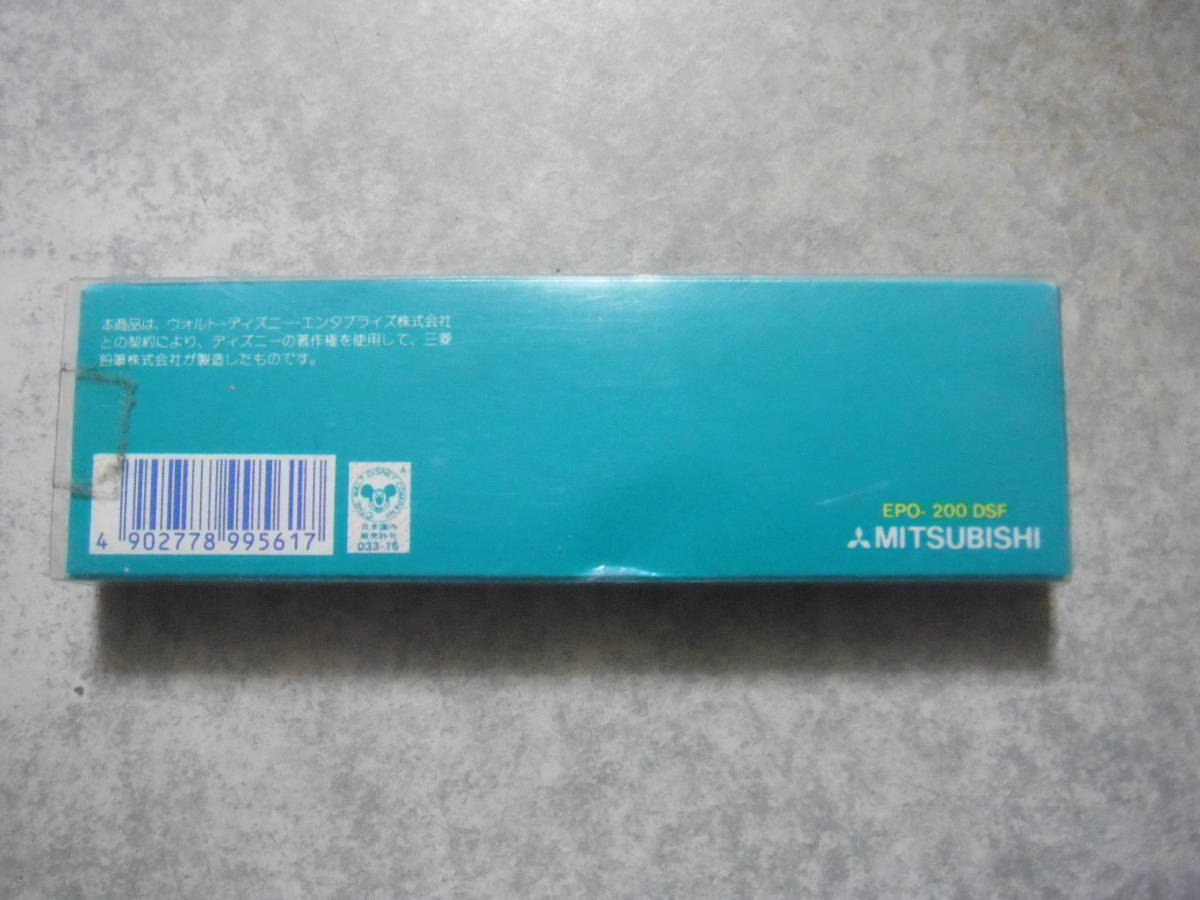 本商品は、ウォルト・ディズニー・エンタプライズ株式会社
との契約により、ディズニーの著作権を使用して、三菱
鉛筆株式会社が製造したものです。
4 902778 995617
A
©THE WALT DISNEY COMPANY
日本国内
販売許可
033-16
EPO- 200 DSF
MITSUBISHI